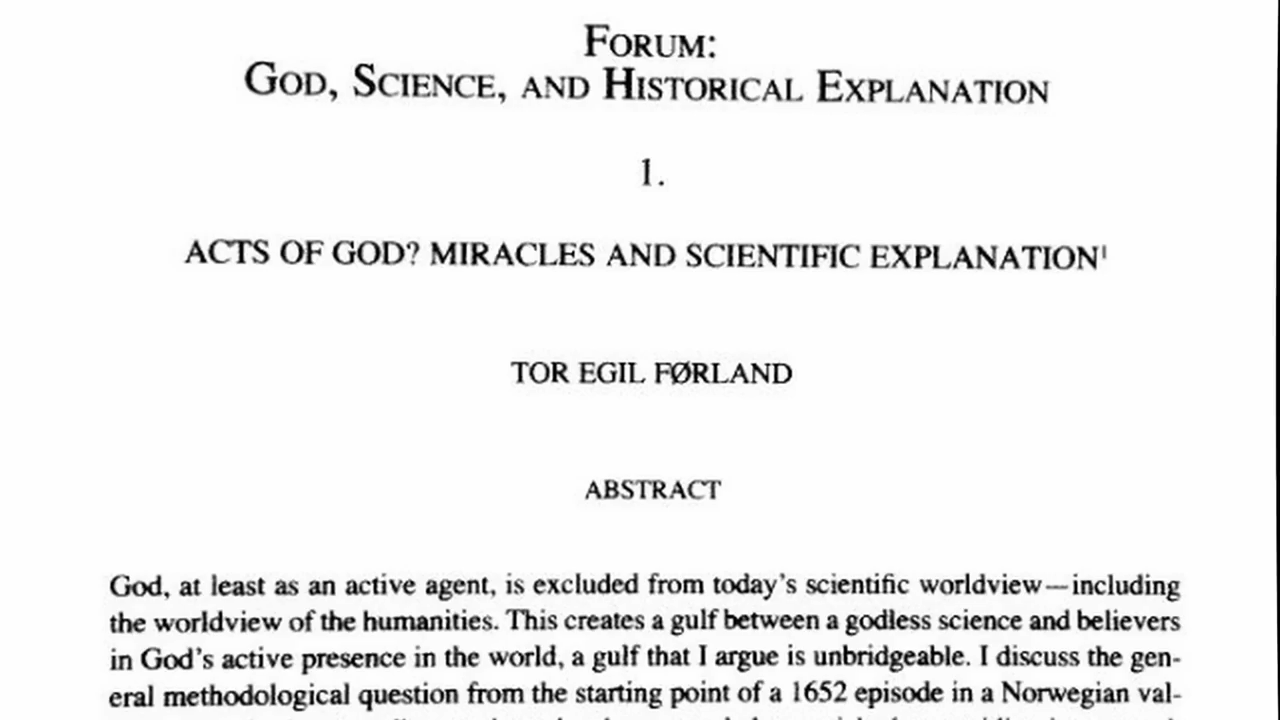 FORUM:
GOD, SCIENCE, AND HISTORICAL EXPLANATION
1.
ACTS OF GOD? MIRACLES AND SCIENTIFIC EXPLANATION¹
TOR EGIL FØRLAND
ABSTRACT
God, at least as an active agent, is excluded from today's scientific worldview—including
the worldview of the humanities. This creates a gulf between a godless science and believers
in God's active presence in the world, a gulf that I argue is unbridgeable. I discuss the gen-
eral methodological question from the starting point of a 1652 episode in a Norwegian val-